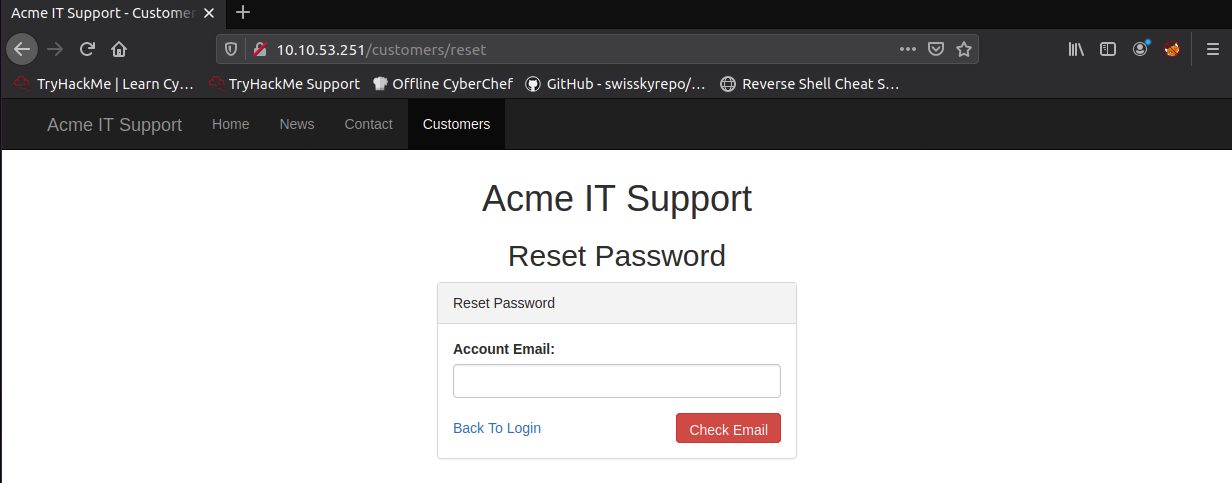 Acme IT Support - Customer
10.10.53.251/customers/reset
TryHackMe | Learn Cy… TryHackMe Support Offline CyberChef GitHub - swisskyrepo/… Reverse Shell Cheat S…
Acme IT Support Home News Contact Customers
Acme IT Support
Reset Password
Reset Password
Account Email:
Back To Login Check Email